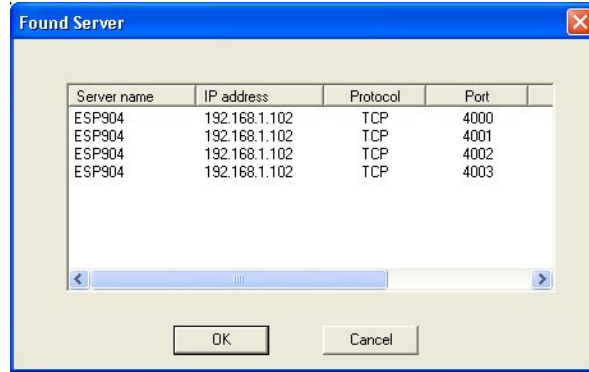 Found Server
Server name IP address Protocol Port
ESP904 192.168.1.102 TCP 4000
ESP904 192.168.1.102 TCP 4001
ESP904 192.168.1.102 TCP 4002
ESP904 192.168.1.102 TCP 4003
OK Cancel